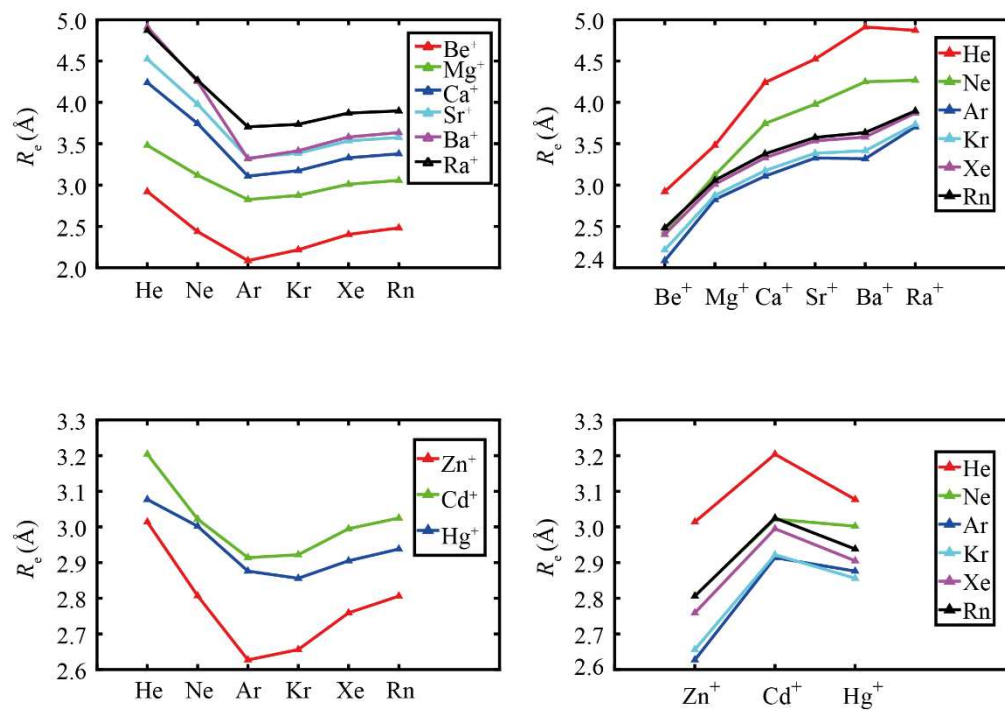 5.0
4.5
4.0
3.5
3.0
2.5
2.0
Re (Å)
He Ne Ar Kr Xe Rn
Be+
Mg+
Ca+
Sr+
Ba+
Ra+
5.0
4.5
4.0
3.5
3.0
2.5
2.4
Re (Å)
Be+ Mg+ Ca+ Sr+ Ba+ Ra+
He
Ne
Ar
Kr
Xe
Rn
3.3
3.2
3.1
3.0
2.9
2.8
2.7
2.6
Re (Å)
He Ne Ar Kr Xe Rn
Zn+
Cd+
Hg+
3.3
3.2
3.1
3.0
2.9
2.8
2.7
2.6
Re (Å)
Zn+ Cd+ Hg+
He
Ne
Ar
Kr
Xe
Rn